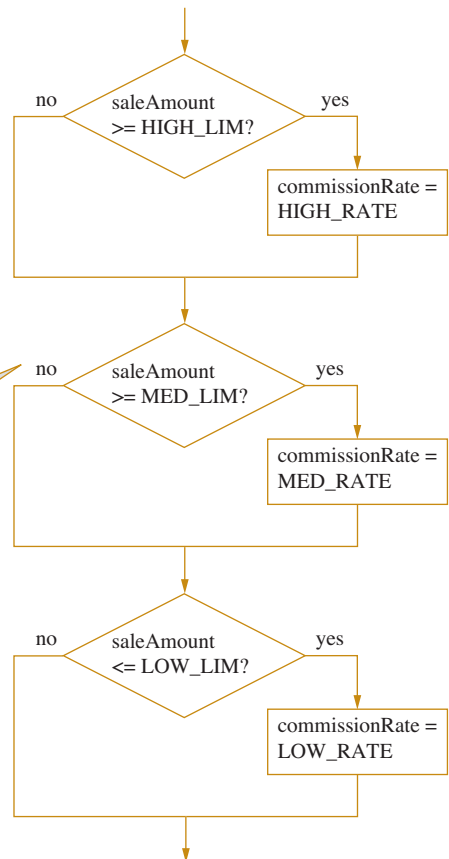 no
saleAmount
>= HIGH_LIM?
yes
commissionRate =
HIGH_RATE
no
saleAmount
>= MED_LIM?
yes
commissionRate =
MED_RATE
no
saleAmount
<= LOW_LIM?
yes
commissionRate =
LOW_RATE